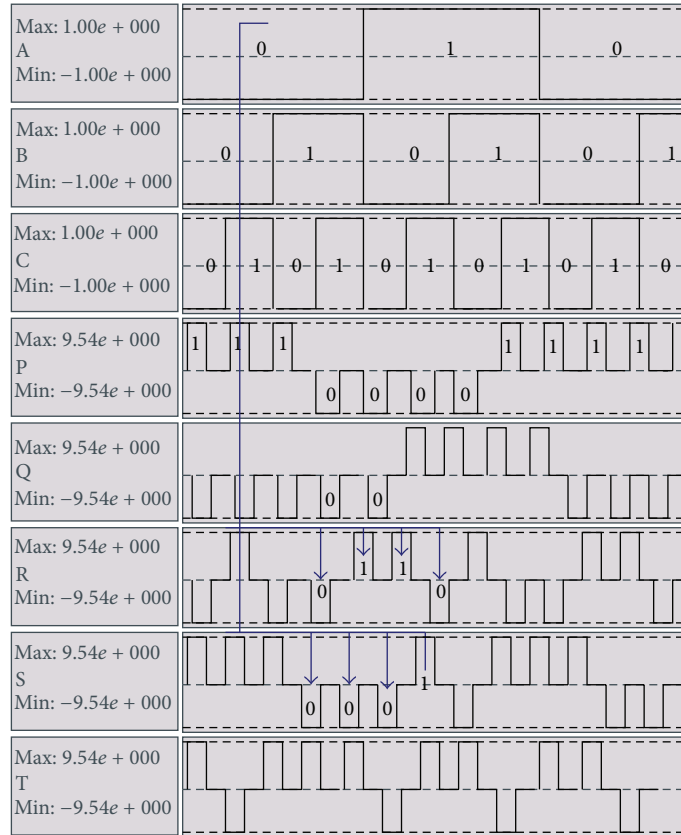 Max: 1.00e + 000
A
Min: −1.00e + 000
0 1 0
Max: 1.00e + 000
B
Min: −1.00e + 000
0 1 0 1 0 1
Max: 1.00e + 000
C
Min: −1.00e + 000
0 1 0 1 0 1 0 1 0 1 0
Max: 9.54e + 000
P
Min: −9.54e + 000
1 1 1 1 1 1 1
0 0 0 0
Max: 9.54e + 000
Q
Min: −9.54e + 000
0 0
Max: 9.54e + 000
R
Min: −9.54e + 000
1 1
0 0
Max: 9.54e + 000
S
Min: −9.54e + 000
1
0 0 0
Max: 9.54e + 000
T
Min: −9.54e + 000